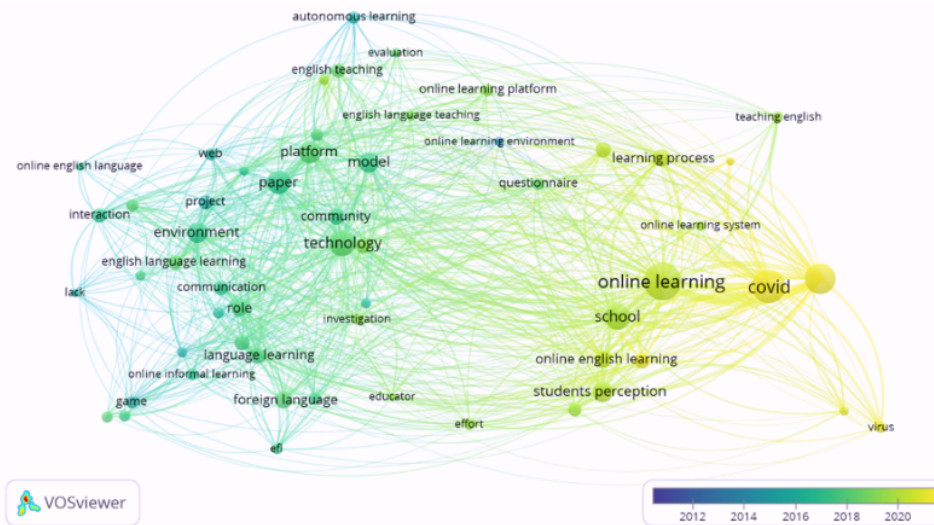 autonomous learning
evaluation
english teaching
online learning platform
english language teaching
teaching english
online learning environment
web
platform
model
learning process
online english language
paper
questionnaire
project
interaction
community
online learning system
environment
technology
english language learning
communication
online learning
covid
lack
role
school
investigation
language learning
online english learning
online informal learning
students perception
game
foreign language
educator
effort
virus
efl
VOSviewer
2012 2014 2016 2018 2020